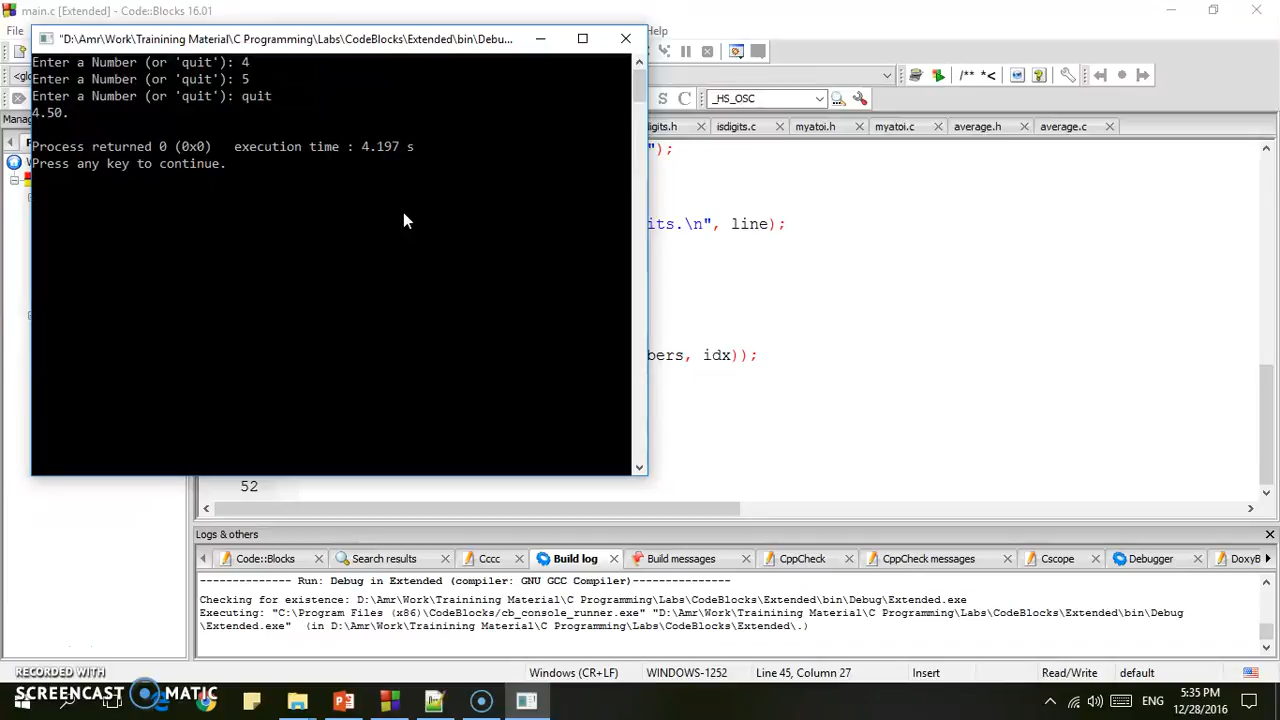 main.c [Extended] - Code::Blocks 16.01
File
Help
"D:\Amr\Work\Trainining Material\C Programming\Labs\CodeBlocks\Extended\bin\Debu...
Enter a Number (or 'quit'): 4
Enter a Number (or 'quit'): 5
Enter a Number (or 'quit'): quit
4.50.
Process returned 0 (0x0)   execution time : 4.197 s
Press any key to continue.
/** *<
S C _HS_OSC
isdigits.c myatoi.h myatoi.c average.h average.c
");
its.\n", line);
bers, idx));
52
Logs & others
Code::Blocks Search results Cccc Build log Build messages CppCheck CppCheck messages Cscope Debugger DoxyB
-------------- Run: Debug in Extended (compiler: GNU GCC Compiler)---------------
Checking for existence: D:\Amr\Work\Trainining Material\C Programming\Labs\CodeBlocks\Extended\bin\Debug\Extended.exe
Executing: "C:\Program Files (x86)\CodeBlocks/cb_console_runner.exe" "D:\Amr\Work\Trainining Material\C Programming\Labs\CodeBlocks\Extended\bin\Debug
\Extended.exe"  (in D:\Amr\Work\Trainining Material\C Programming\Labs\CodeBlocks\Extended\.)
Windows (CR+LF) WINDOWS-1252 Line 45, Column 27 Insert Read/Write default
RECORDED WITH
SCREENCAST MATIC
ENG
5:35 PM
12/28/2016